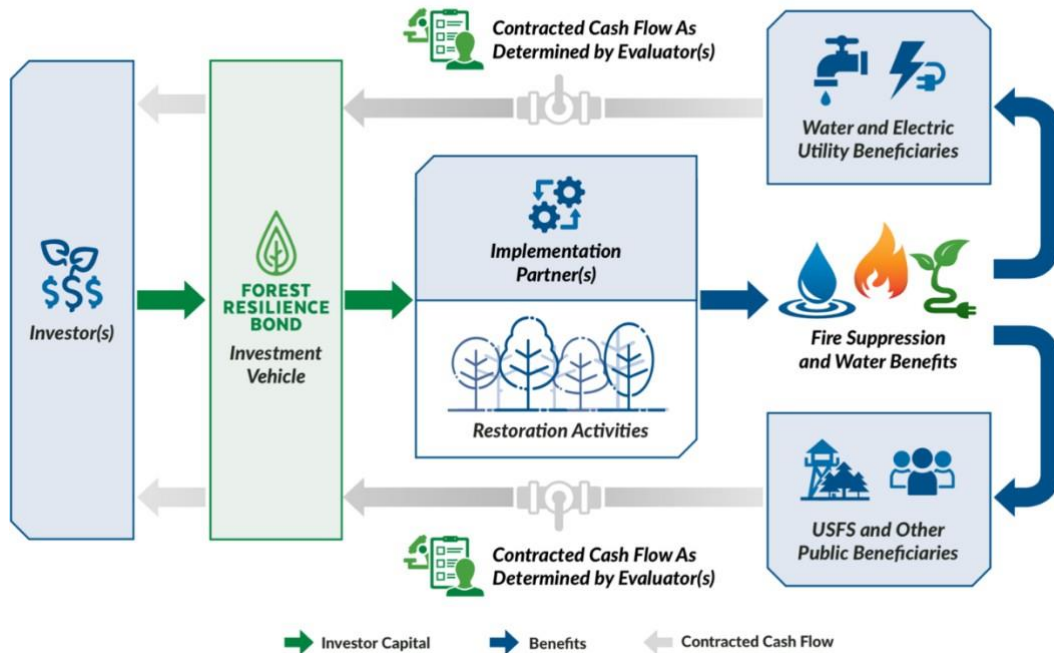 Contracted Cash Flow As
Determined by Evaluator(s)
Water and Electric
Utility Beneficiaries
Implementation
Partner(s)
FOREST
RESILIENCE
BOND
Investment
Vehicle
$$$
Investor(s)
Fire Suppression
and Water Benefits
Restoration Activities
USFS and Other
Public Beneficiaries
Contracted Cash Flow As
Determined by Evaluator(s)
Investor Capital
Benefits
Contracted Cash Flow